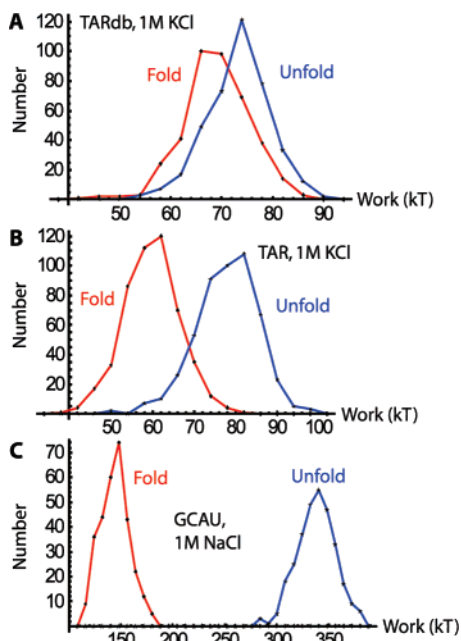 A
TARdb, 1M KCl
120
100
80
60
40
20
Number
Fold
Unfold
50 60 70 80 90 Work (kT)
B
TAR, 1M KCl
120
100
80
60
40
20
Number
Fold
Unfold
50 60 70 80 90 100 Work (kT)
C
70
60
50
40
30
20
10
Number
Fold
Unfold
GCAU,
1M NaCl
150 200 250 300 350 Work (kT)